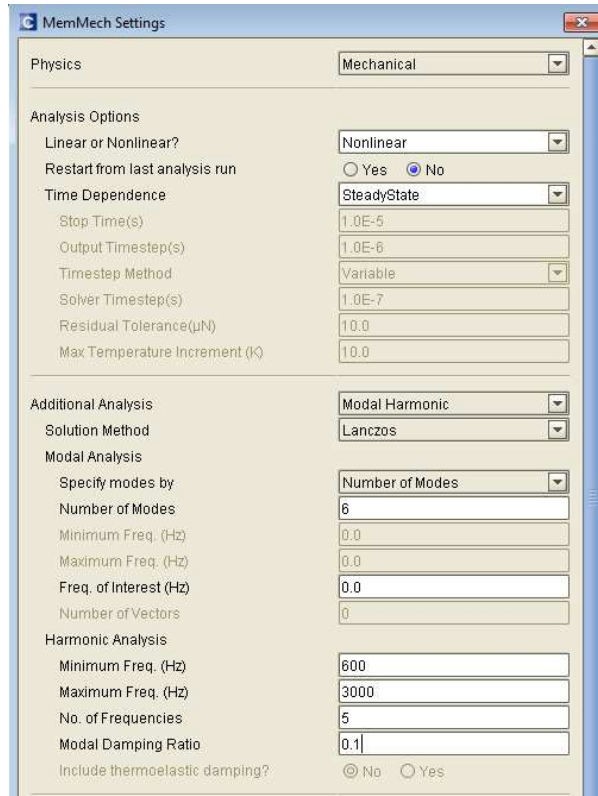 MemMech Settings
Physics Mechanical
Analysis Options
Linear or Nonlinear? Nonlinear
Restart from last analysis run Yes No
Time Dependence SteadyState
Stop Time(s) 1.0E-5
Output Timestep(s) 1.0E-6
Timestep Method Variable
Solver Timestep(s) 1.0E-7
Residual Tolerance(µN) 10.0
Max Temperature Increment (K) 10.0
Additional Analysis Modal Harmonic
Solution Method Lanczos
Modal Analysis
Specify modes by Number of Modes
Number of Modes 6
Minimum Freq. (Hz) 0.0
Maximum Freq. (Hz) 0.0
Freq. of Interest (Hz) 0.0
Number of Vectors 0
Harmonic Analysis
Minimum Freq. (Hz) 600
Maximum Freq. (Hz) 3000
No. of Frequencies 5
Modal Damping Ratio 0.1
Include thermoelastic damping? No Yes